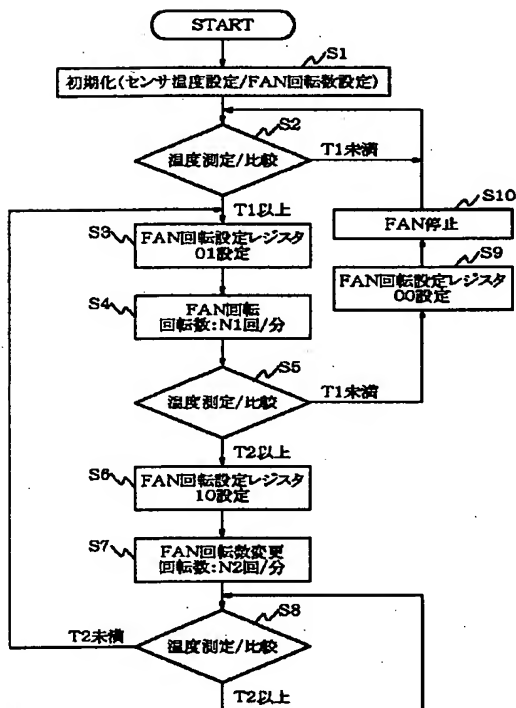 START
S1
初期化(センサ温度設定/FAN回転数設定)
S2
温度測定/比較
T1未満
T1以上
S10
FAN停止
S3
FAN回転設定レジスタ
01設定
S9
FAN回転設定レジスタ
00設定
S4
FAN回転
回転数:N1回/分
S5
温度測定/比較
T1未満
T2以上
S6
FAN回転設定レジスタ
10設定
S7
FAN回転数変更
回転数:N2回/分
S8
T2未満
温度測定/比較
T2以上